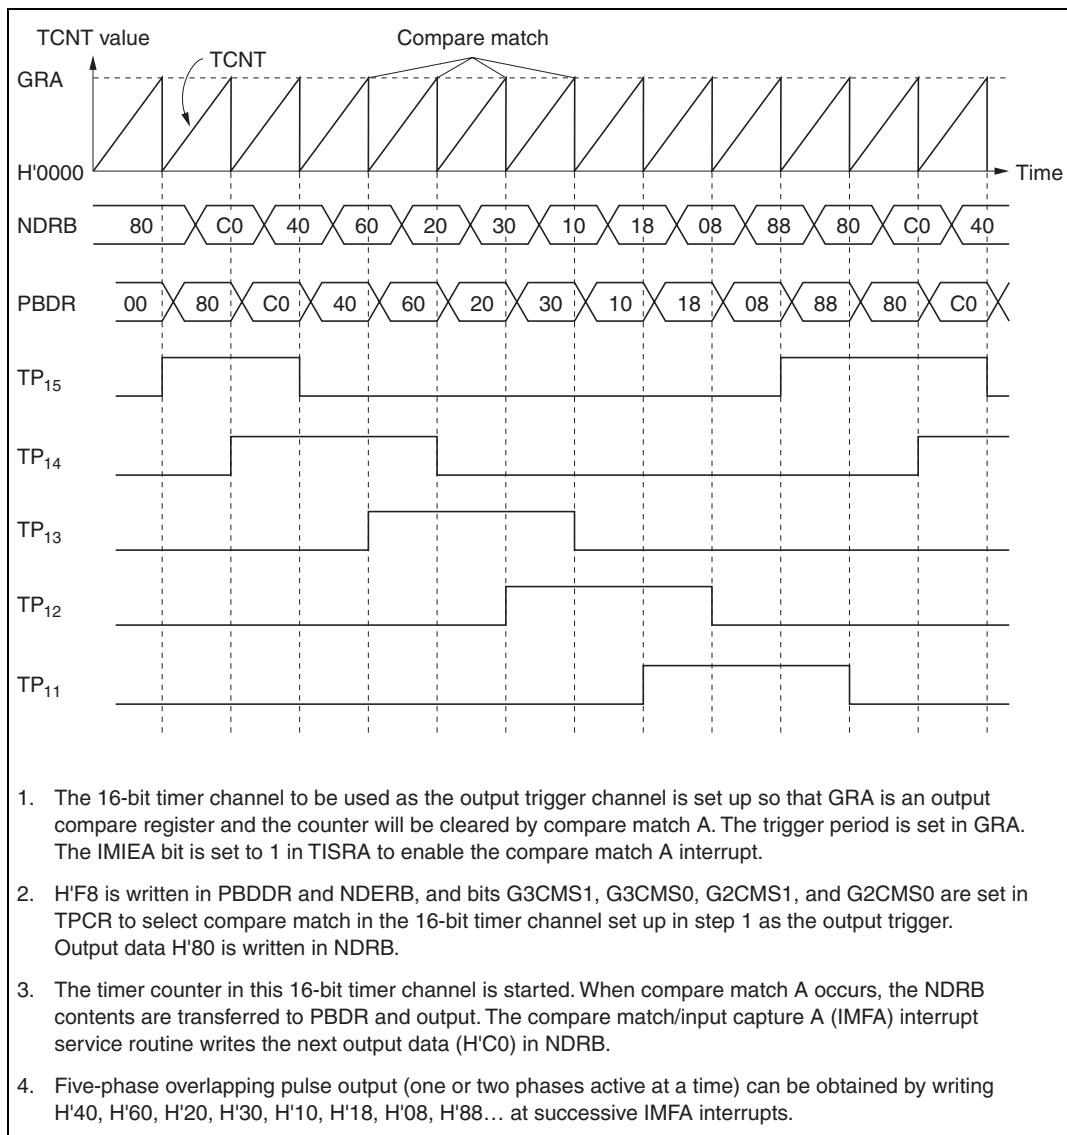 TCNT value
TCNT
Compare match
GRA
H'0000
Time
NDRB 80 C0 40 60 20 30 10 18 08 88 80 C0 40
PBDR 00 80 C0 40 60 20 30 10 18 08 88 80 C0
TP15
TP14
TP13
TP12
TP11
1. The 16-bit timer channel to be used as the output trigger channel is set up so that GRA is an output
compare register and the counter will be cleared by compare match A. The trigger period is set in GRA.
The IMIEA bit is set to 1 in TISRA to enable the compare match A interrupt.
2. H'F8 is written in PBDDR and NDERB, and bits G3CMS1, G3CMS0, G2CMS1, and G2CMS0 are set in
TPCR to select compare match in the 16-bit timer channel set up in step 1 as the output trigger.
Output data H'80 is written in NDRB.
3. The timer counter in this 16-bit timer channel is started. When compare match A occurs, the NDRB
contents are transferred to PBDR and output. The compare match/input capture A (IMFA) interrupt
service routine writes the next output data (H'C0) in NDRB.
4. Five-phase overlapping pulse output (one or two phases active at a time) can be obtained by writing
H'40, H'60, H'20, H'30, H'10, H'18, H'08, H'88… at successive IMFA interrupts.